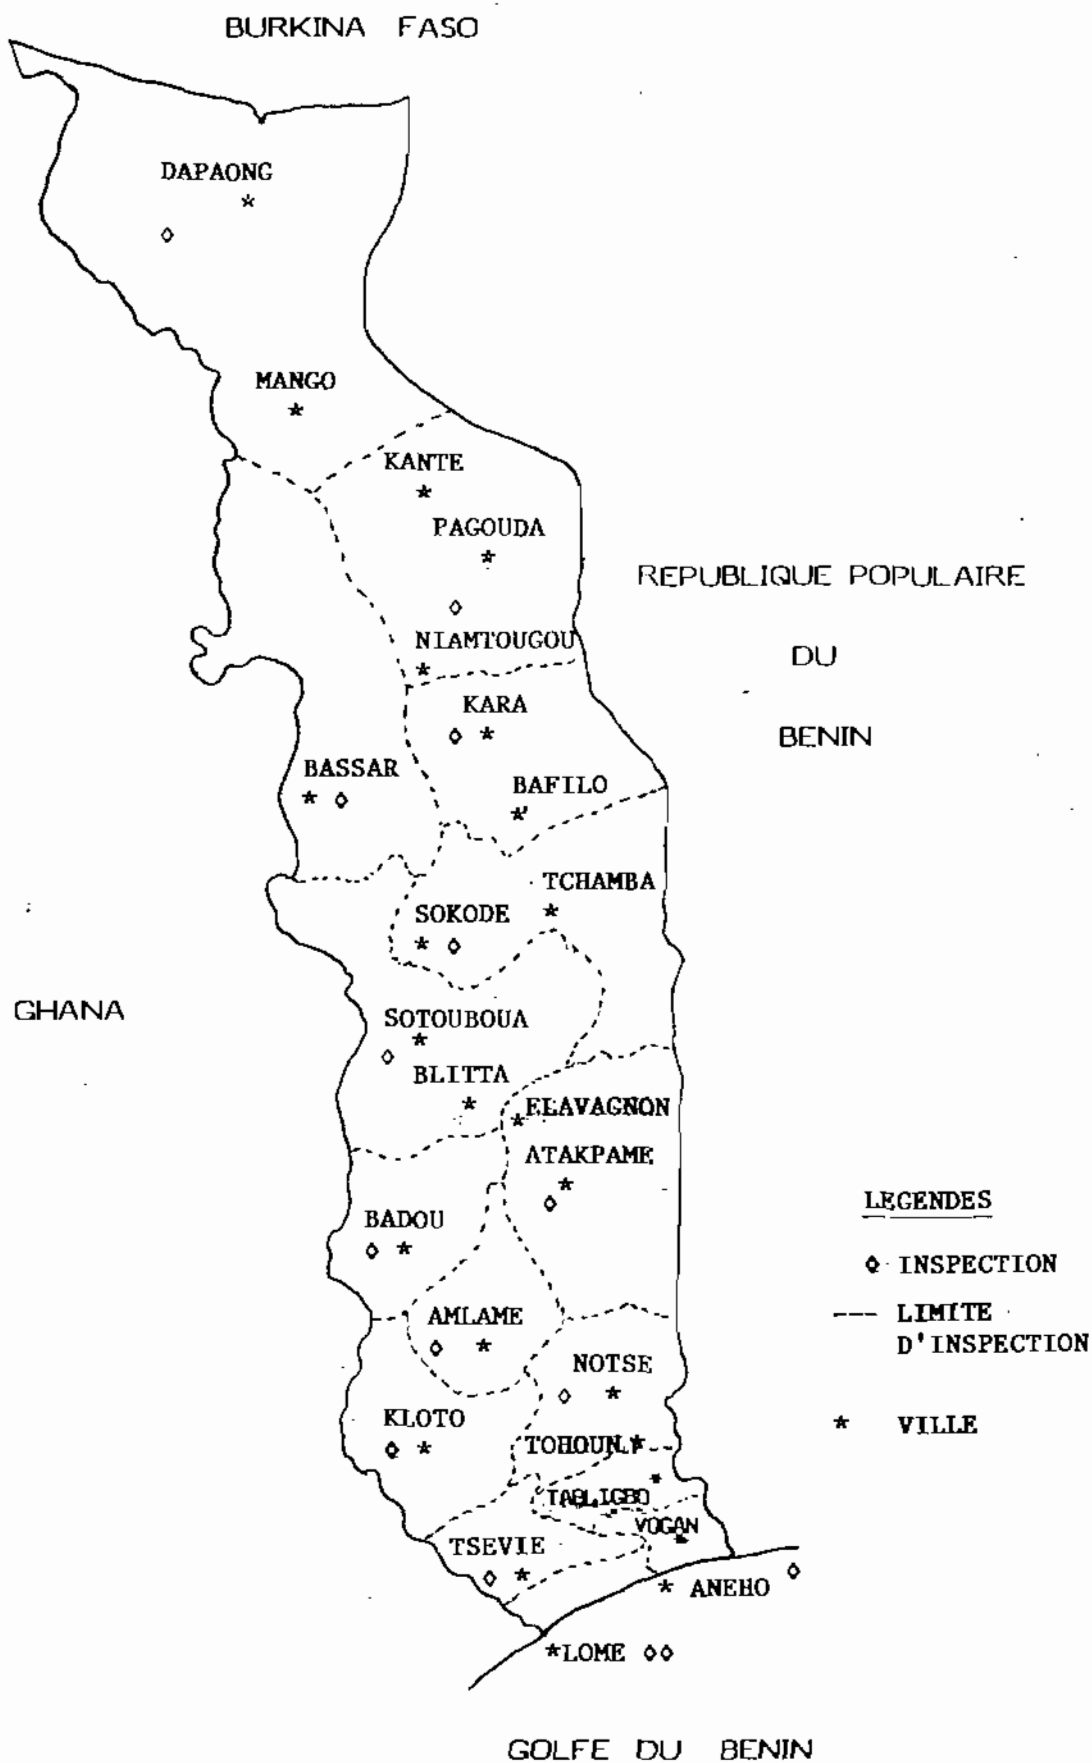 BURKINA FASO
DAPAONG
MANGO
KANTE
PAGOUDA
REPUBLIQUE POPULAIRE
NIAMTOUGOU
DU
KARA
BENIN
BASSAR
BAFILO
TCHAMBA
SOKODE
GHANA
SOTOUBOUA
BLITTA
ELAVAGNON
ATAKPAME
LEGENDES
BADOU
INSPECTION
AMLAME
LIMITE
D'INSPECTION
NOTSE
KLOTO
VILLE
TOHOUN
TABLIGBO
VOGAN
TSEVIE
ANEHO
LOME
GOLFE DU BENIN